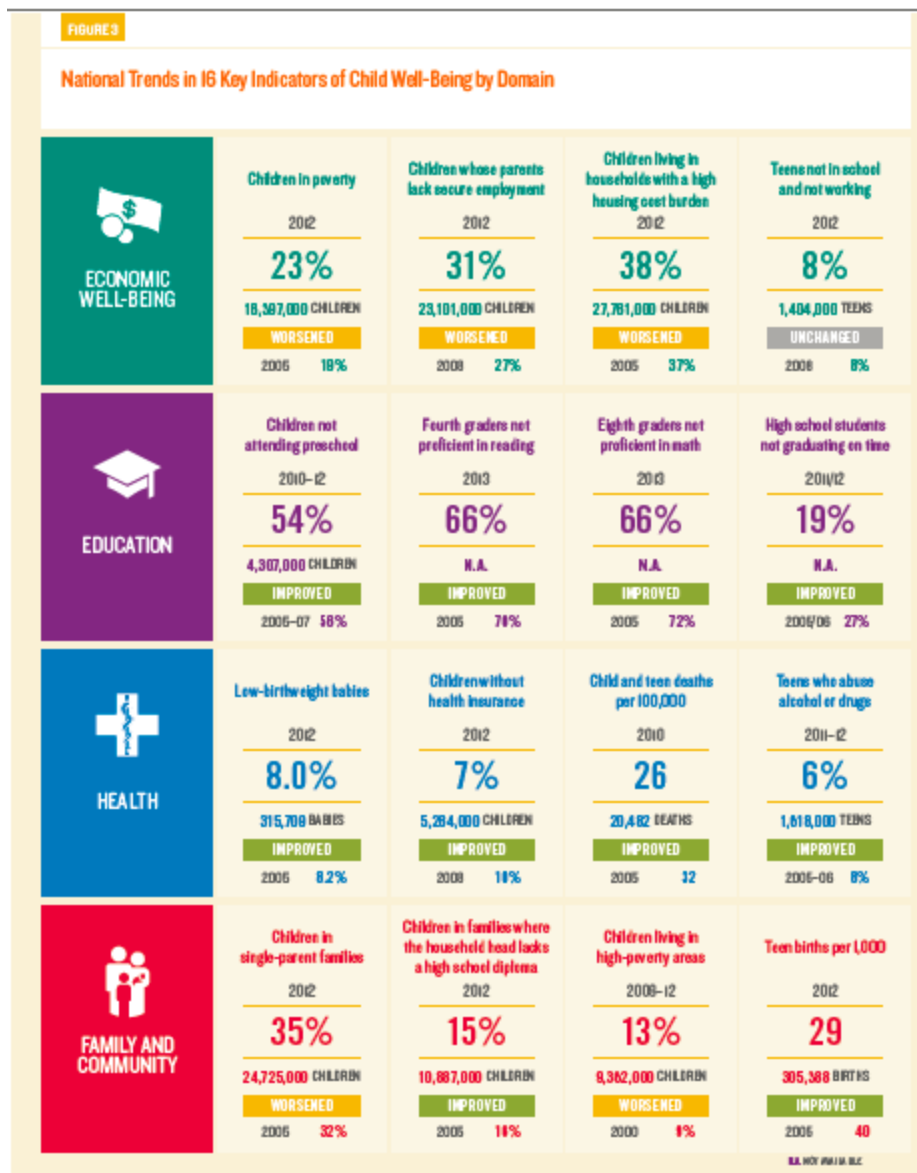 FIGURE 3
National Trends in 16 Key Indicators of Child Well-Being by Domain
ECONOMIC
WELL-BEING
Children in poverty
2012
23%
CHILDREN
WORSENED
2005 19%
Children whose parents
lack secure employment
2012
31%
23,101,000 CHILDREN
WORSENED
2008 27%
Children living in
households with a high
housing cost burden
2012
38%
27,761,000 CHILDREN
WORSENED
2005 37%
Teens not in school
and not working
2012
8%
1,404,000 TEENS
UNCHANGED
2008 8%
EDUCATION
Children not
attending preschool
2010–12
54%
4,307,000 CHILDREN
IMPROVED
2005–07 56%
Fourth graders not
proficient in reading
2013
66%
N.A.
IMPROVED
2005 70%
Eighth graders not
proficient in math
2013
66%
N.A.
IMPROVED
2005 72%
High school students
not graduating on time
2011/12
19%
N.A.
IMPROVED
2005/06 27%
HEALTH
Low-birthweight babies
2012
8.0%
315,709 BABIES
IMPROVED
2005 8.2%
Children without
health insurance
2012
7%
5,264,000 CHILDREN
IMPROVED
2008 10%
Child and teen deaths
per 100,000
2010
26
20,482 DEATHS
IMPROVED
2005 32
Teens who abuse
alcohol or drugs
2011–12
6%
TEENS
IMPROVED
2005–06 8%
FAMILY AND
COMMUNITY
Children in
single-parent families
2012
35%
24,725,000 CHILDREN
WORSENED
2005 32%
Children in families where
the household head lacks
a high school diploma
2012
15%
10,887,000 CHILDREN
IMPROVED
2005 16%
Children living in
high-poverty areas
2008–12
13%
9,362,000 CHILDREN
WORSENED
2000 9%
Teen births per 1,000
2012
29
305,388 BIRTHS
IMPROVED
2005 40
N.A. NOT AVAILABLE